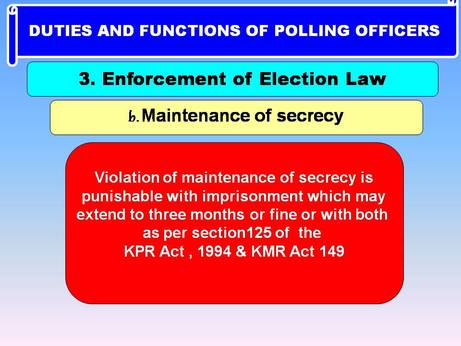 DUTIES AND FUNCTIONS OF POLLING OFFICERS
3. Enforcement of Election Law
b. Maintenance of secrecy
Violation of maintenance of secrecy is
punishable with imprisonment which may
extend to three months or fine or with both
as per section125 of the
KPR Act , 1994 & KMR Act 149